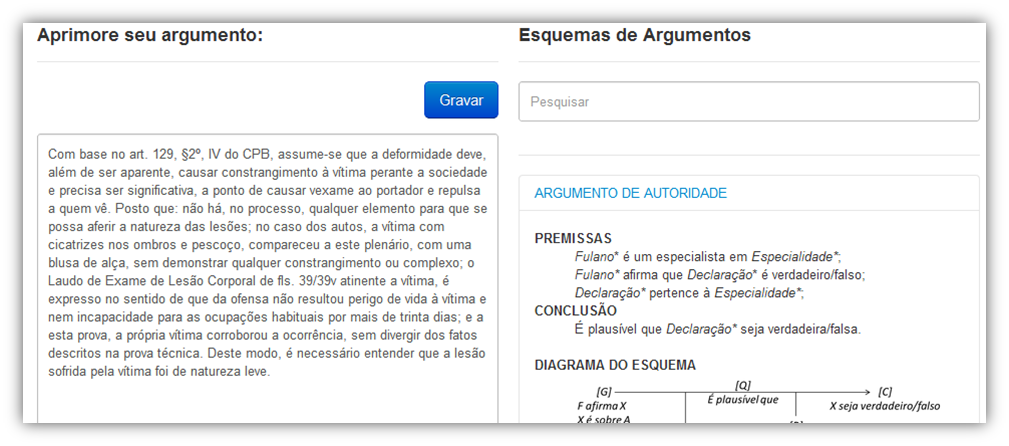 Aprimore seu argumento:
Gravar
Com base no art. 129, §2º, IV do CPB, assume-se que a deformidade deve,
além de ser aparente, causar constrangimento à vítima perante a sociedade
e precisa ser significativa, a ponto de causar vexame ao portador e repulsa
a quem vê. Posto que: não há, no processo, qualquer elemento para que se
possa aferir a natureza das lesões; no caso dos autos, a vítima com
cicatrizes nos ombros e pescoço, compareceu a este plenário, com uma
blusa de alça, sem demonstrar qualquer constrangimento ou complexo; o
Laudo de Exame de Lesão Corporal de fls. 39/39v atinente a vítima, é
expresso no sentido de que da ofensa não resultou perigo de vida à vítima e
nem incapacidade para as ocupações habituais por mais de trinta dias; e a
esta prova, a própria vítima corroborou a ocorrência, sem divergir dos fatos
descritos na prova técnica. Deste modo, é necessário entender que a lesão
sofrida pela vítima foi de natureza leve.
Esquemas de Argumentos
Pesquisar
ARGUMENTO DE AUTORIDADE
PREMISSAS
Fulano* é um especialista em Especialidade*;
Fulano* afirma que Declaração* é verdadeiro/falso;
Declaração* pertence à Especialidade*;
CONCLUSÃO
É plausível que Declaração* seja verdadeira/falsa.
DIAGRAMA DO ESQUEMA
[G] [Q] [C]
F afirma X É plausível que X seja verdadeiro/falso
X é sobre A